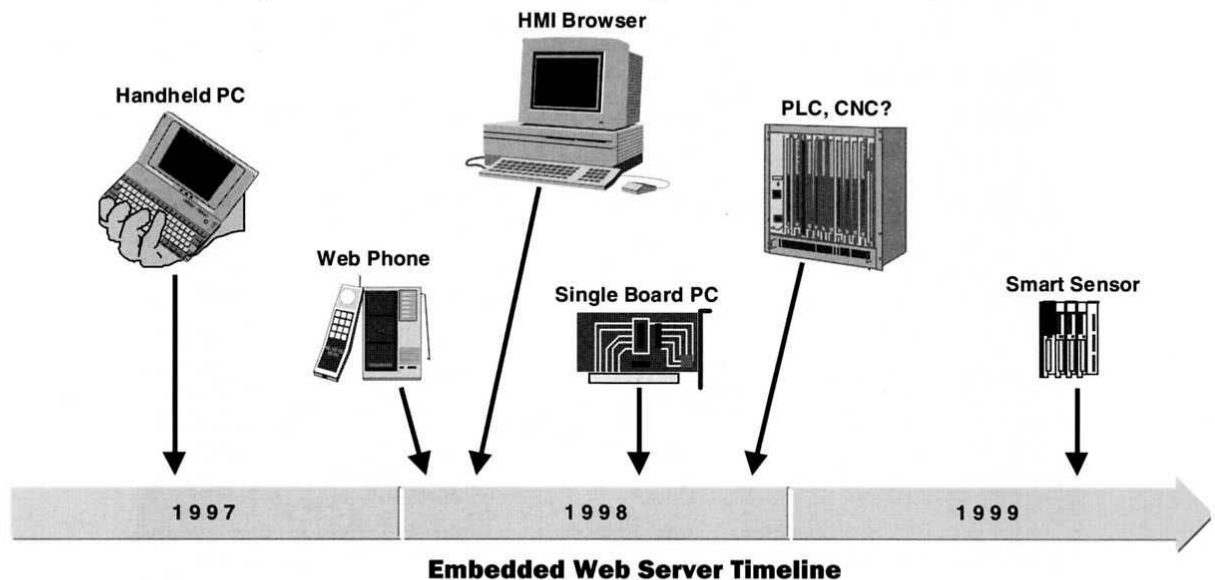 HMI Browser
Handheld PC
PLC, CNC?
Web Phone
Single Board PC
Smart Sensor
1997
1998
1999
Embedded Web Server Timeline